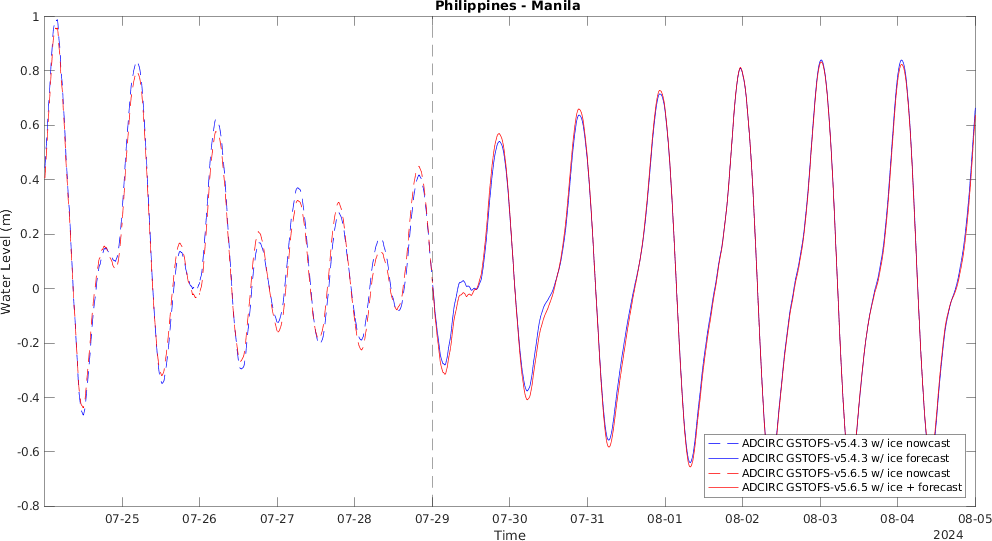 Philippines - Manila
Water Level (m)
1
0.8
0.6
0.4
0.2
0
-0.2
-0.4
-0.6
-0.8
ADCIRC GSTOFS-v5.4.3 w/ ice nowcast
ADCIRC GSTOFS-v5.4.3 w/ ice forecast
ADCIRC GSTOFS-v5.6.5 w/ ice nowcast
ADCIRC GSTOFS-v5.6.5 w/ ice + forecast
07-25 07-26 07-27 07-28 07-29 07-30 07-31 08-01 08-02 08-03 08-04 08-05
Time
2024